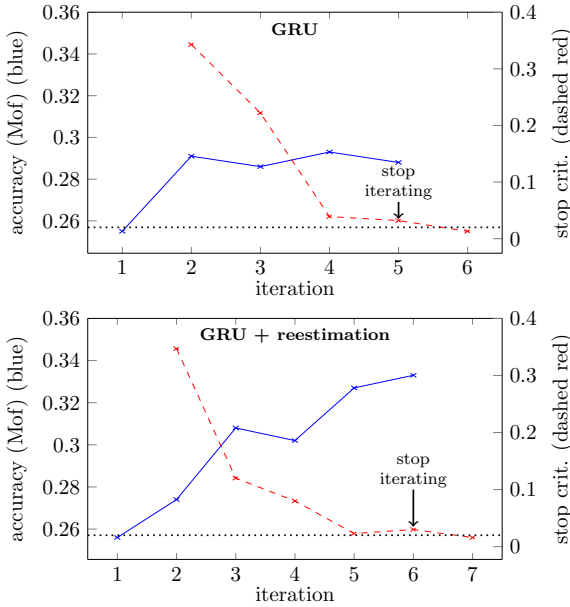 GRU
0.36
0.34
0.32
0.3
0.28
0.26
accuracy (Mof) (blue)
0.4
0.3
0.2
0.1
0
stop crit. (dashed red)
stop
iterating
1 2 3 4 5 6
iteration
GRU + reestimation
0.36
0.34
0.32
0.3
0.28
0.26
accuracy (Mof) (blue)
0.4
0.3
0.2
0.1
0
stop crit. (dashed red)
stop
iterating
1 2 3 4 5 6 7
iteration